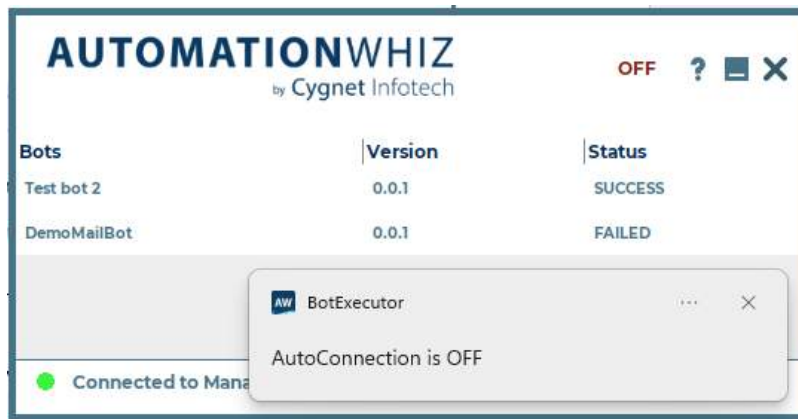 AUTOMATIONWHIZ
by Cygnet Infotech
OFF ?
Bots Version Status
Test bot 2 0.0.1 SUCCESS
DemoMailBot 0.0.1 FAILED
AW BotExecutor
AutoConnection is OFF
Connected to Mana